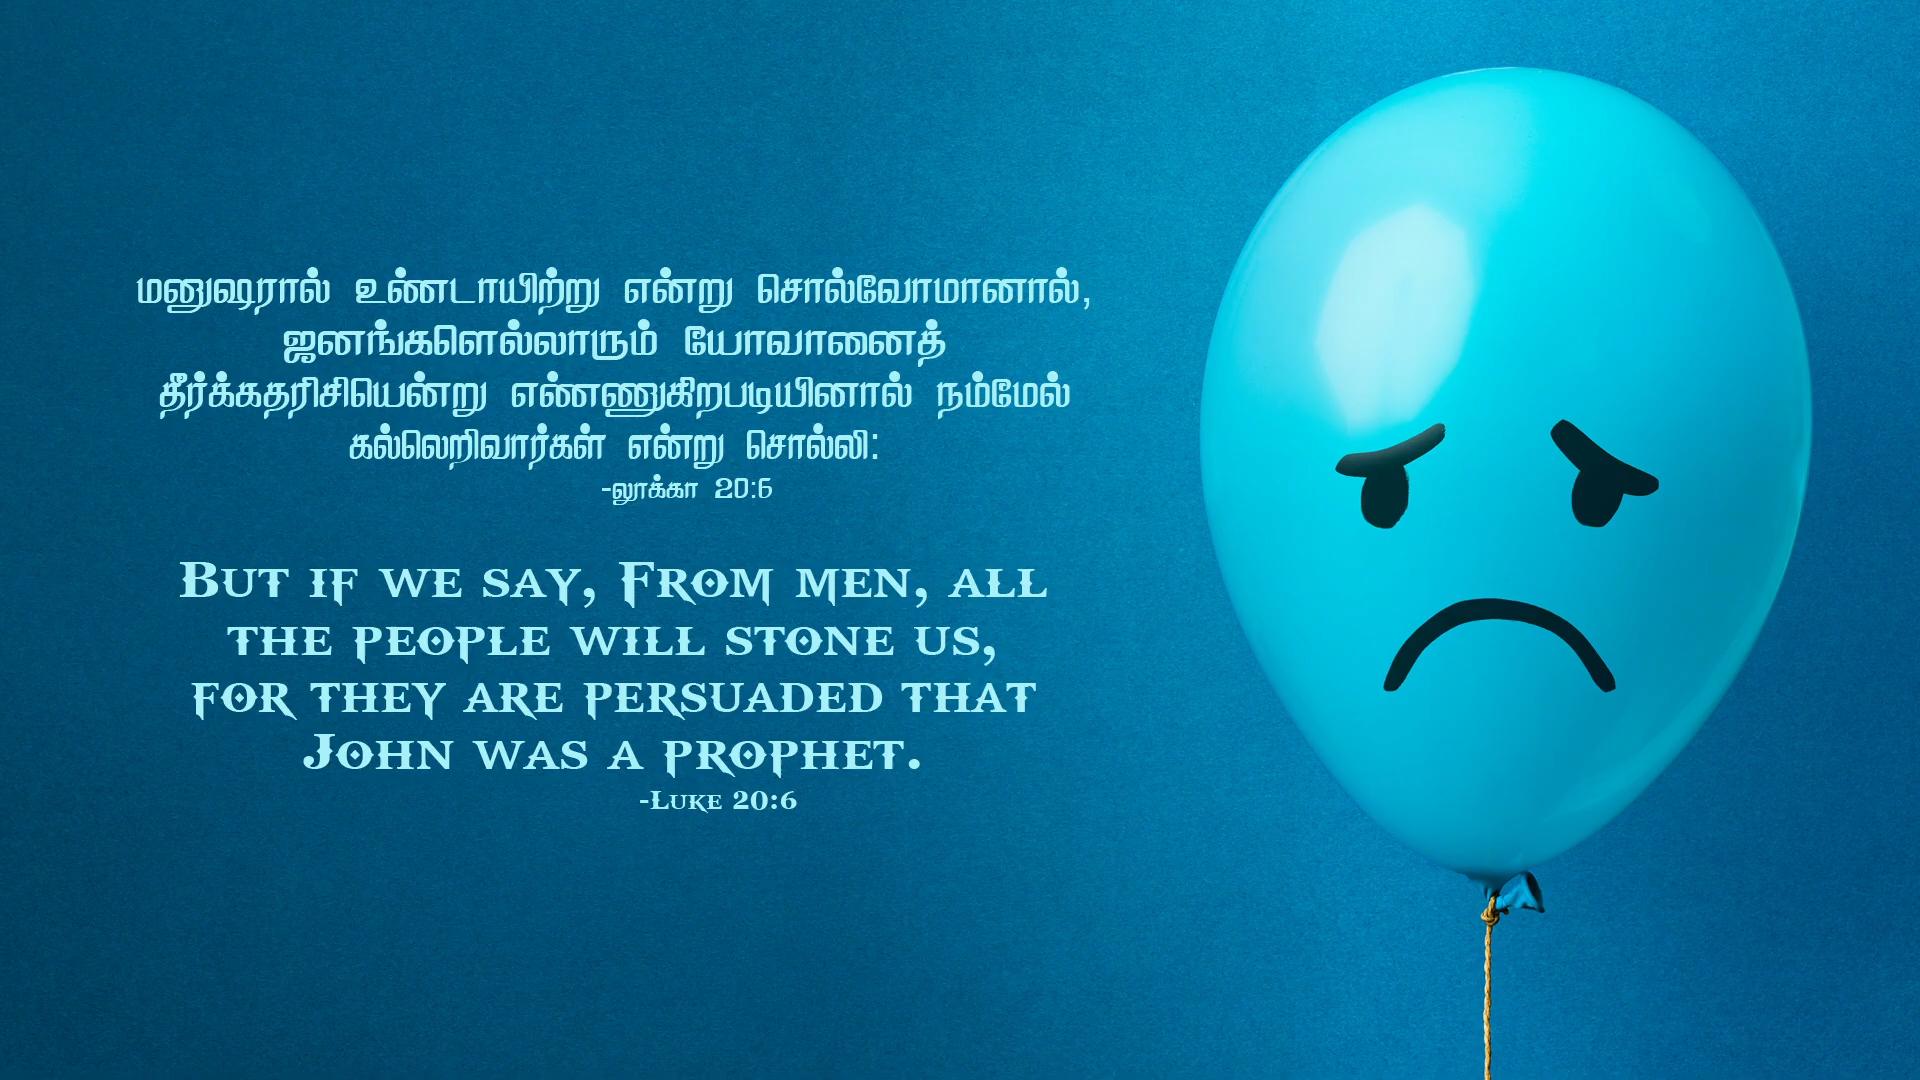 மனுஷரால் உண்டாயிற்று என்று சொல்வோமானால்,
ஜனங்களெல்லாரும் யோவானைத்
தீர்க்கதரிசியென்று எண்ணுகிறபடியினால் நம்மேல்
கல்லெறிவார்கள் என்று சொல்லி:
-லூக்கா 20:6
But if we say, From men, all
the people will stone us,
for they are persuaded that
John was a prophet.
-Luke 20:6